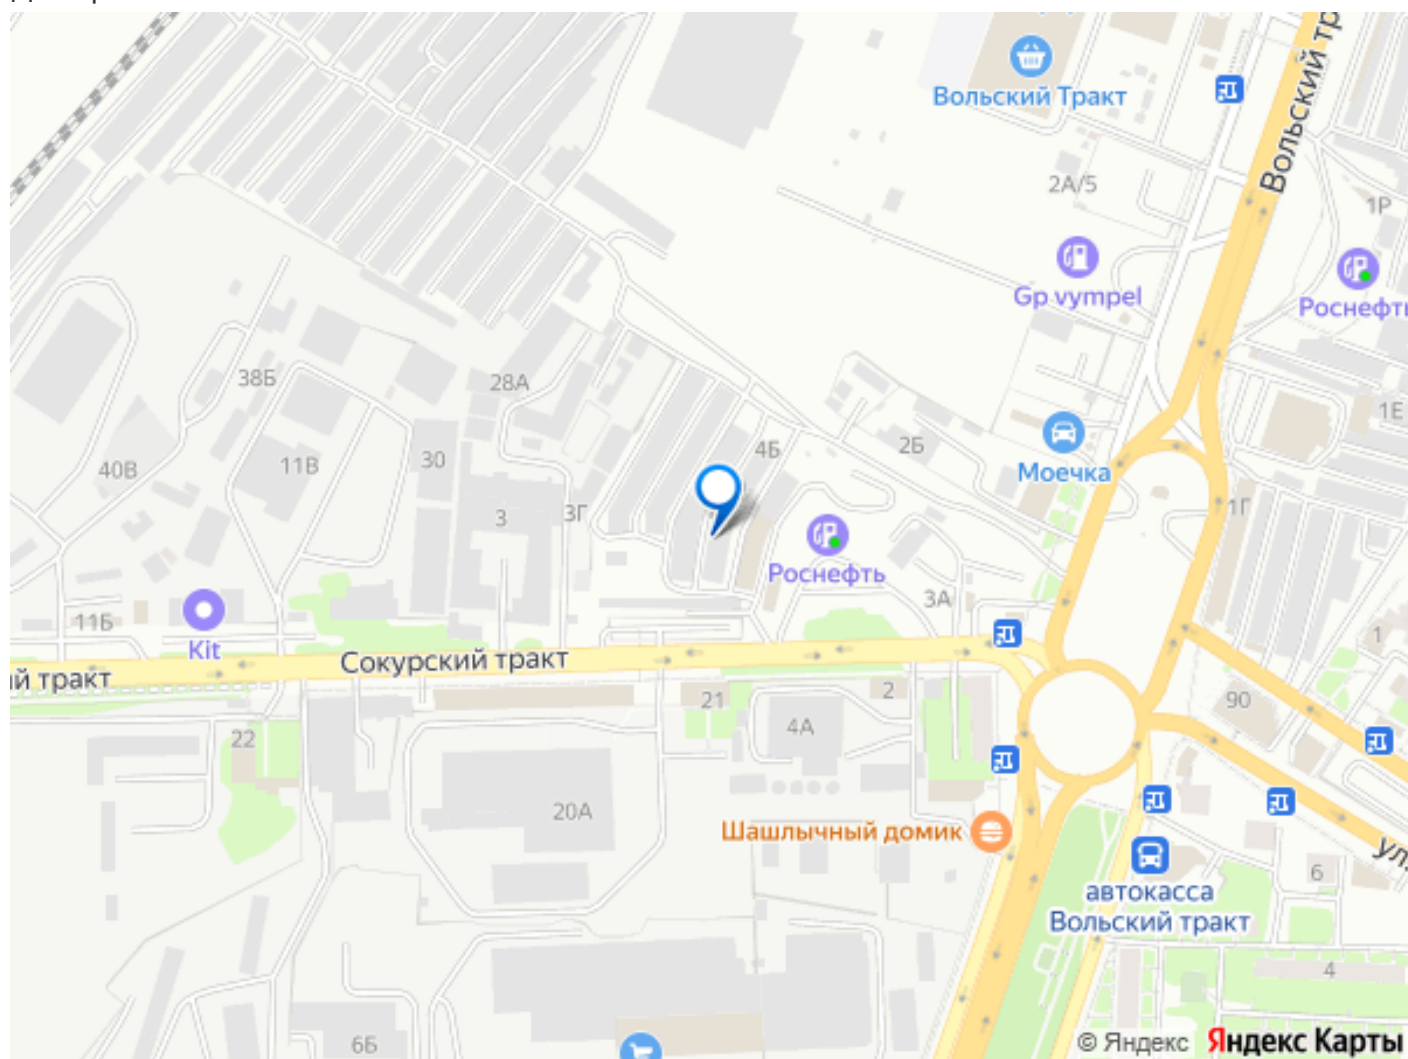 Вольский Тракт
Вольский тр
2А/5
1Р
Gp vympel
Роснефть
38Б
28А
1Е
40В
11В
30
4Б
2Б
Моечка
3
3Г
1Г
Роснефть
3А
11Б
Kit
1
й тракт
Сокурский тракт
21
2
90
22
4А
20А
Шашлычный домик
ул.
6
автокасса
Вольский тракт
4
6Б
© Яндекс Яндекс Карты